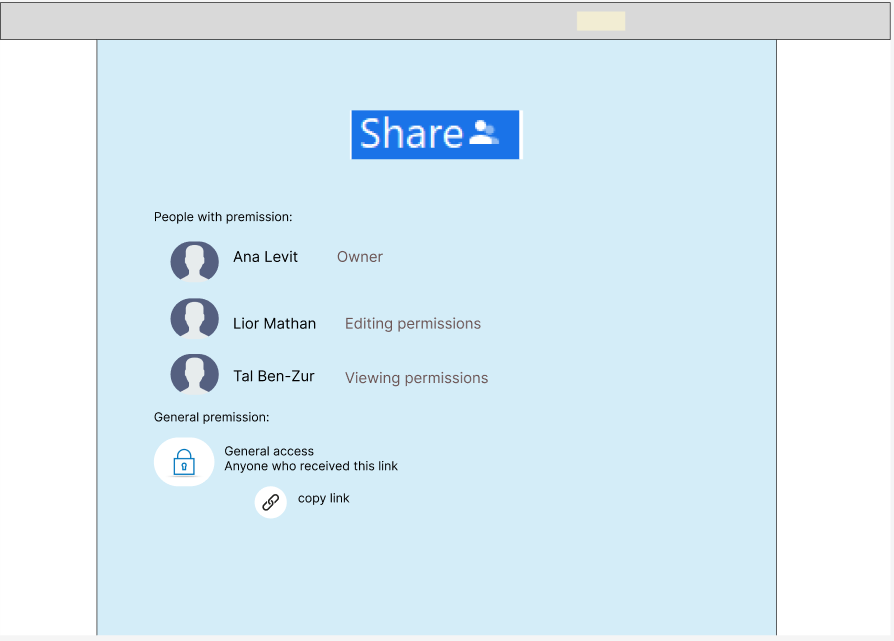 Share
People with premission:
Ana Levit Owner
Lior Mathan Editing permissions
Tal Ben-Zur Viewing permissions
General premission:
General access
Anyone who received this link
copy link